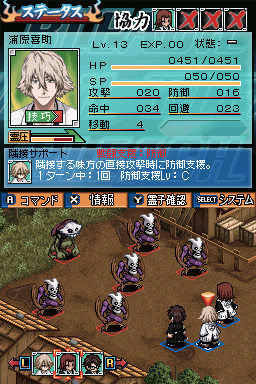 ステータス
協力
浦原喜助
Lv.13 EXP.00 状態:ー
HP 0451/0451
SP 050/050
攻撃 020 防御 016
命中 034 回避 023
移動 4
技巧
霊圧
隣接サポート
隣接する味方の直接攻撃時に防御支援。
1ターン中:1回 防御支援Lv:C
A コマンド X 情報 Y 霊子確認 SELECT システム
L R